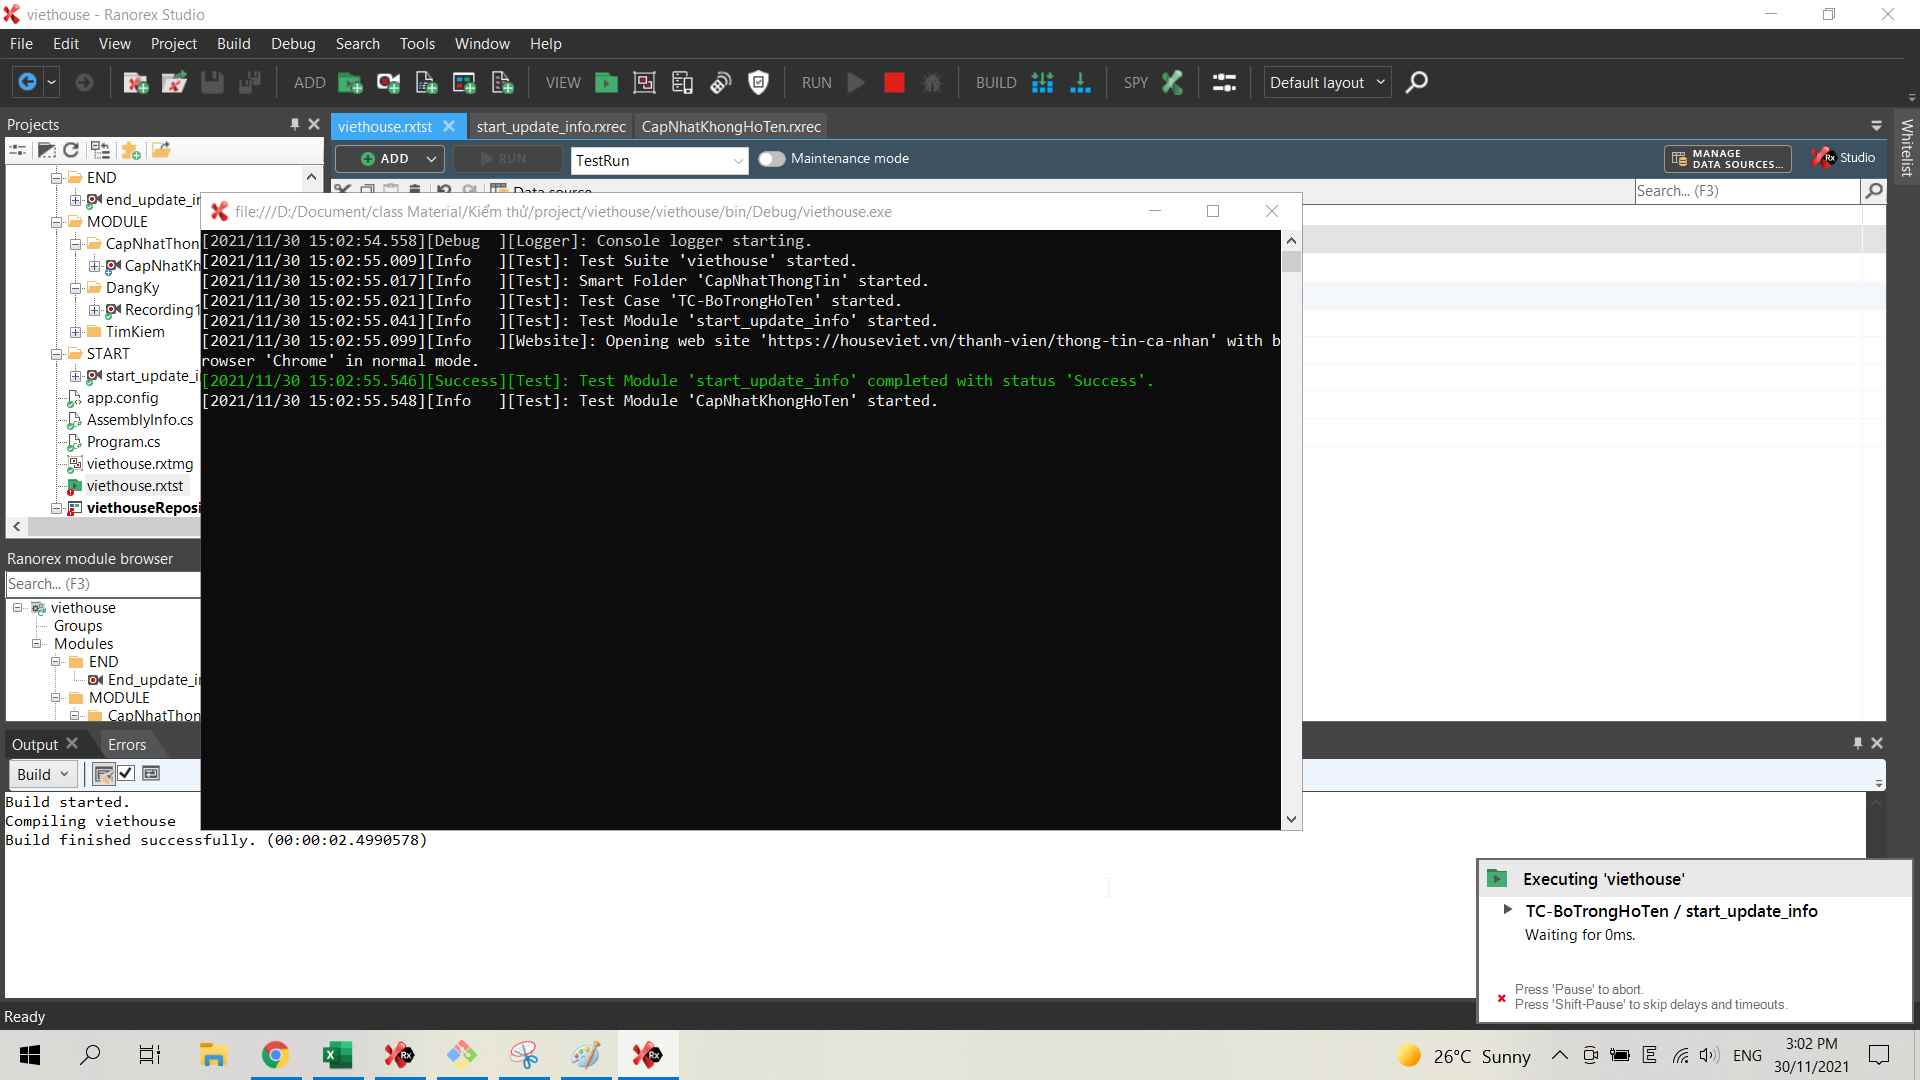 viethouse - Ranorex Studio
File Edit View Project Build Debug Search Tools Window Help
ADD VIEW RUN BUILD SPY Default layout
Projects
viethouse.rxtst start_update_info.rxrec CapNhatKhongHoTen.rxrec
Whitelist
ADD RUN TestRun Maintenance mode MANAGE DATA SOURCES... Rx Studio
Data source
Search... (F3)
END
end_update_in
MODULE
CapNhatThon
CapNhatKh
DangKy
Recording1
TimKiem
START
start_update_i
app.config
AssemblyInfo.cs
Program.cs
viethouse.rxtmg
viethouse.rxtst
viethouseReposi
file:///D:/Document/class Material/Kiểm thử/project/viethouse/viethouse/bin/Debug/viethouse.exe
[2021/11/30 15:02:54.558][Debug  ][Logger]: Console logger starting.
[2021/11/30 15:02:55.009][Info   ][Test]: Test Suite 'viethouse' started.
[2021/11/30 15:02:55.017][Info   ][Test]: Smart Folder 'CapNhatThongTin' started.
[2021/11/30 15:02:55.021][Info   ][Test]: Test Case 'TC-BoTrongHoTen' started.
[2021/11/30 15:02:55.041][Info   ][Test]: Test Module 'start_update_info' started.
[2021/11/30 15:02:55.099][Info   ][Website]: Opening web site 'https://houseviet.vn/thanh-vien/thong-tin-ca-nhan' with b
rowser 'Chrome' in normal mode.
[2021/11/30 15:02:55.546][Success][Test]: Test Module 'start_update_info' completed with status 'Success'.
[2021/11/30 15:02:55.548][Info   ][Test]: Test Module 'CapNhatKhongHoTen' started.
Ranorex module browser
Search... (F3)
viethouse
Groups
Modules
END
End_update_in
MODULE
CapNhatThon
Output Errors
Build
Build started.
Compiling viethouse
Build finished successfully. (00:00:02.4990578)
Executing 'viethouse'
TC-BoTrongHoTen / start_update_info
Waiting for 0ms.
Press 'Pause' to abort.
Press 'Shift-Pause' to skip delays and timeouts.
Ready
26°C Sunny ENG
3:02 PM
30/11/2021